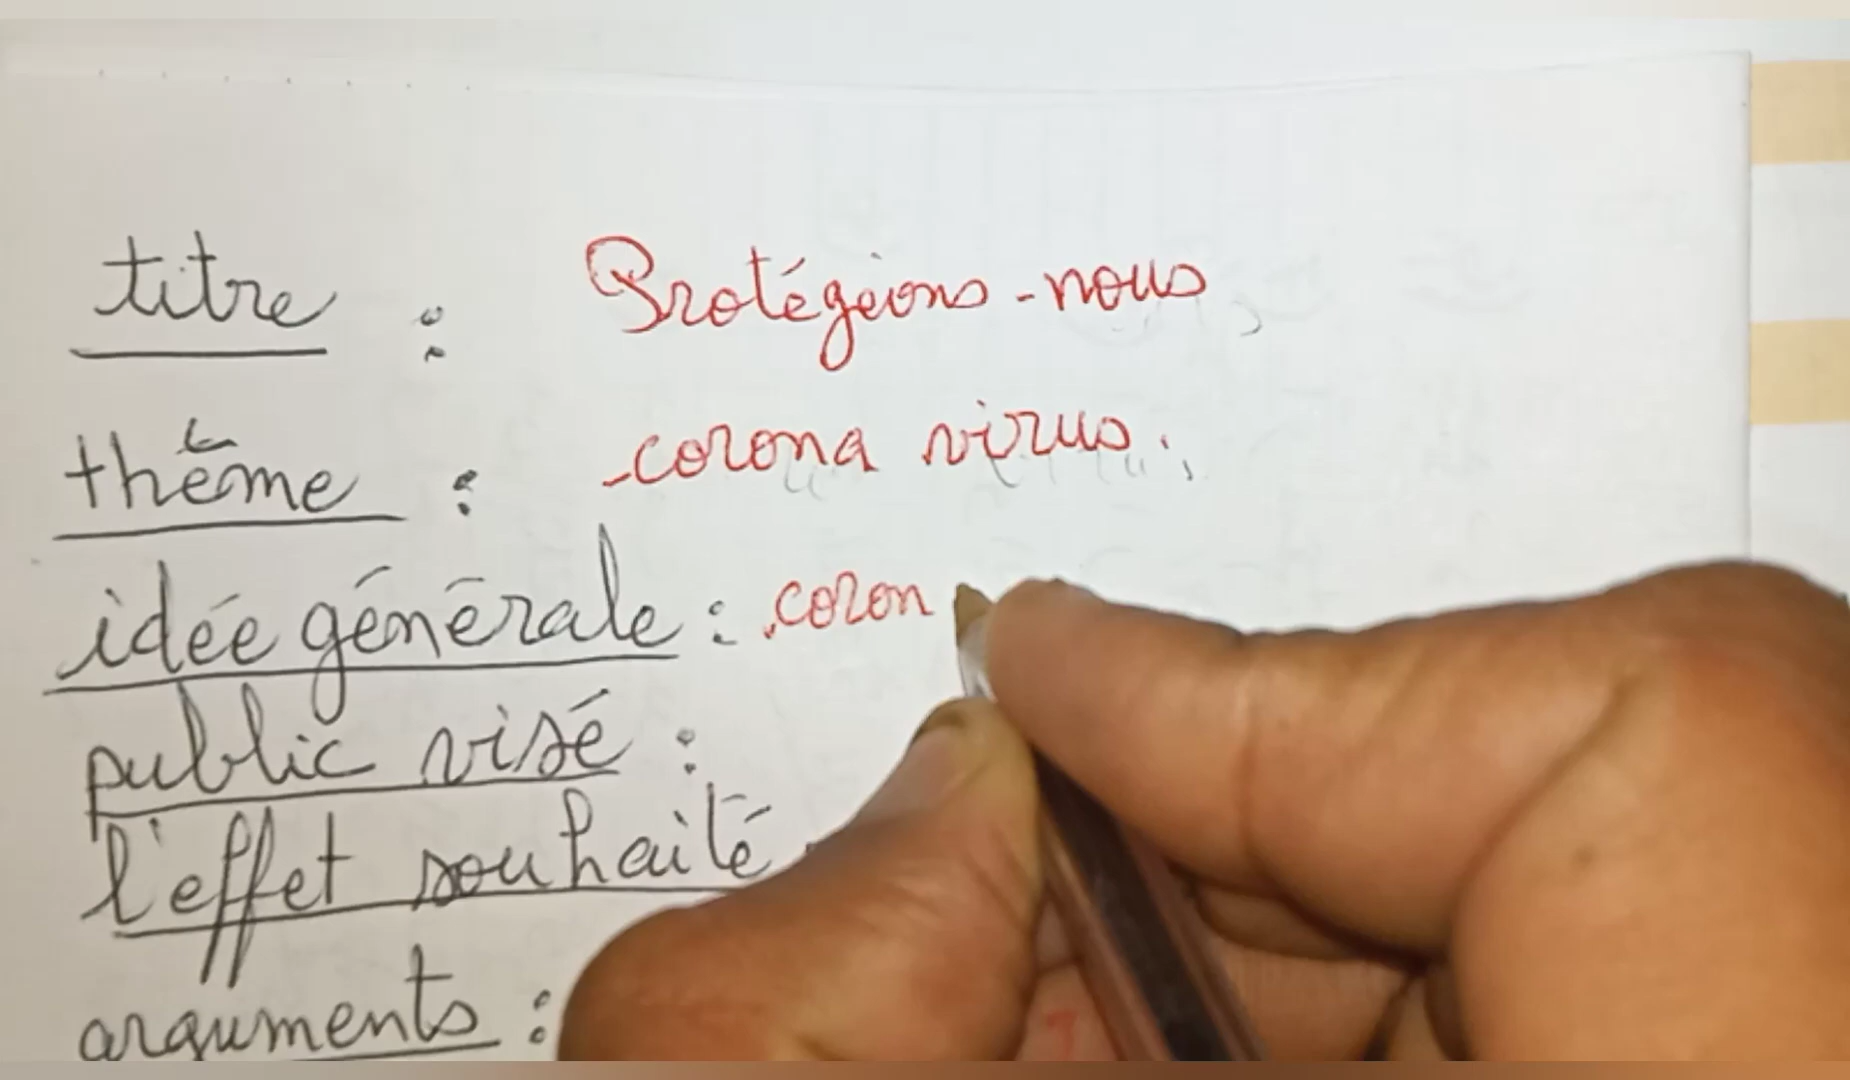 titre : Protégeons-nous
thème : -corona virus.
idée générale : .coron
public visé :
l'effet souhaité
arguments :